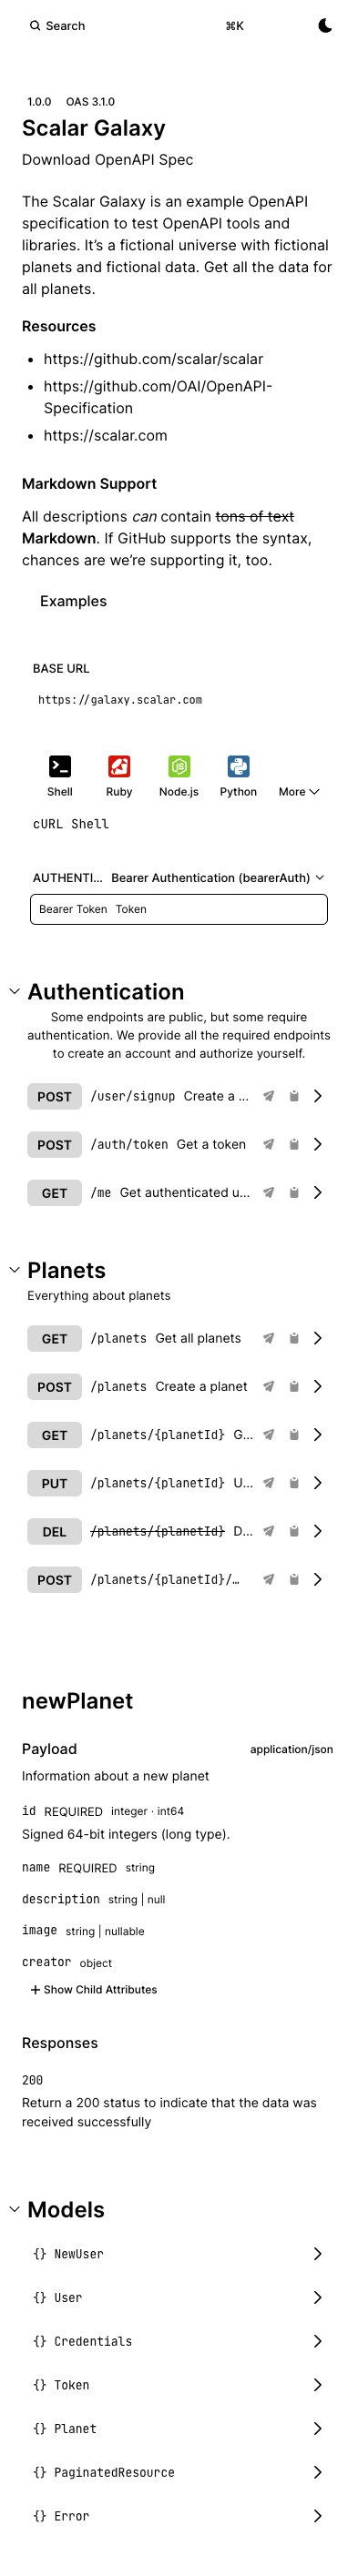 Search ⌘K
1.0.0 OAS 3.1.0
Scalar Galaxy
Download OpenAPI Spec
The Scalar Galaxy is an example OpenAPI
specification to test OpenAPI tools and
libraries. It’s a fictional universe with fictional
planets and fictional data. Get all the data for
all planets.
Resources
• https://github.com/scalar/scalar
• https://github.com/OAI/OpenAPI-
Specification
• https://scalar.com
Markdown Support
All descriptions can contain tons of text
Markdown. If GitHub supports the syntax,
chances are we’re supporting it, too.
Examples
BASE URL
https://galaxy.scalar.com
Shell Ruby Node.js Python More
cURL Shell
AUTHENTI... Bearer Authentication (bearerAuth)
Bearer Token Token
Authentication
Some endpoints are public, but some require
authentication. We provide all the required endpoints
to create an account and authorize yourself.
POST /user/signup Create a ...
POST /auth/token Get a token
GET /me Get authenticated u...
Planets
Everything about planets
GET /planets Get all planets
POST /planets Create a planet
GET /planets/{planetId} G...
PUT /planets/{planetId} U...
DEL /planets/{planetId} D...
POST /planets/{planetId}/...
newPlanet
Payload application/json
Information about a new planet
id REQUIRED integer · int64
Signed 64-bit integers (long type).
name REQUIRED string
description string | null
image string | nullable
creator object
+ Show Child Attributes
Responses
200
Return a 200 status to indicate that the data was
received successfully
Models
{} NewUser
{} User
{} Credentials
{} Token
{} Planet
{} PaginatedResource
{} Error